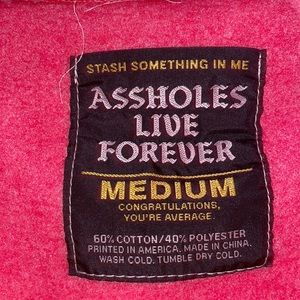 STASH SOMETHING IN ME
ASSHOLES
LIVE
FOREVER
MEDIUM
CONGRATULATIONS,
YOU'RE AVERAGE.
60% COTTON/40% POLYESTER
PRINTED IN AMERICA. MADE IN CHINA.
WASH COLD. TUMBLE DRY COLD.